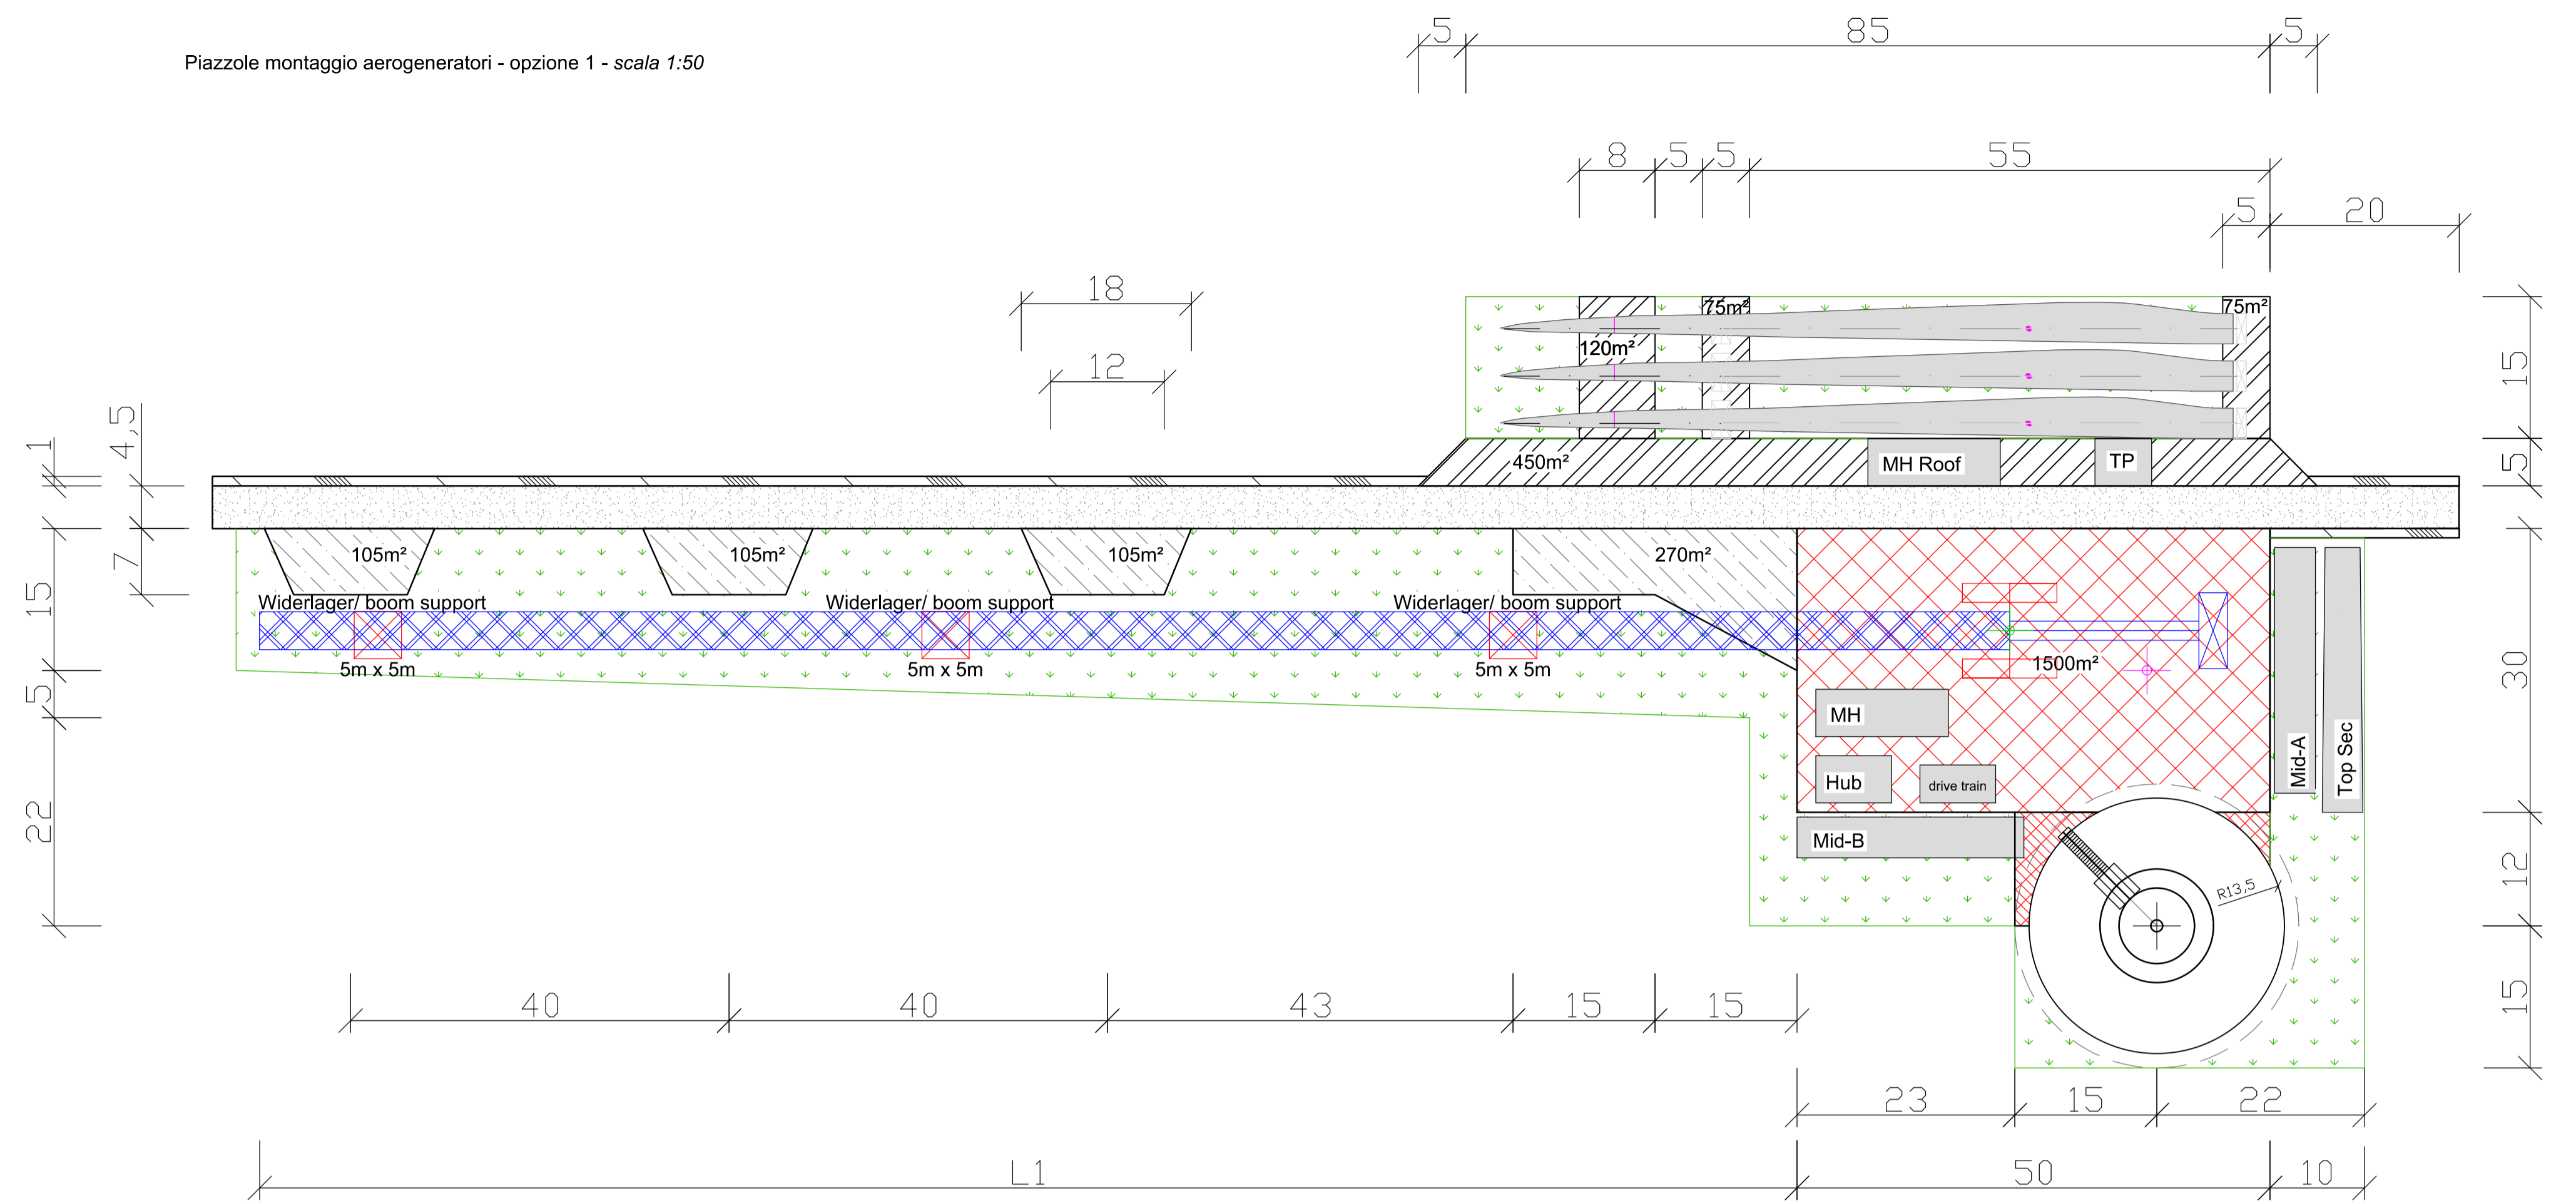 5
85
5
Piazzole montaggio aerogeneratori - opzione 1 - scala 1:50
8
5
5
55
5
20
18
75m²
75m²
120m²
12
15
4,5
1
450m²
MH Roof
TP
5
7
105m²
105m²
105m²
270m²
15
Widerlager/ boom support
Widerlager/ boom support
Widerlager/ boom support
5m x 5m
5m x 5m
5m x 5m
1500m²
30
5
MH
Mid-A
Top Sec
Hub
drive train
22
Mid-B
12
R13,5
40
40
43
15
15
15
23
15
22
L1
50
10